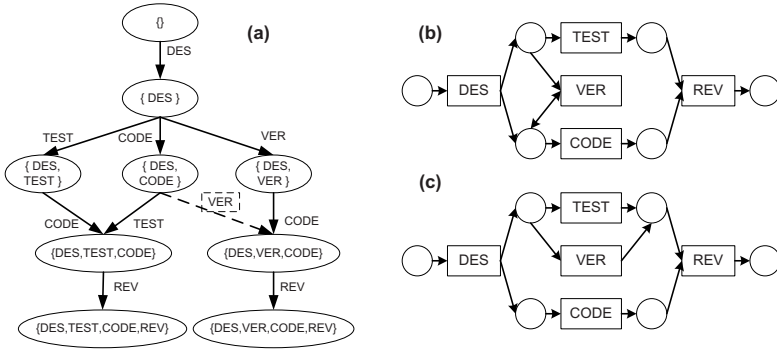 {}
(a)
DES
{ DES }
TEST
CODE
VER
{ DES,
TEST }
{ DES,
CODE }
{ DES,
VER }
VER
CODE
TEST
CODE
{DES,TEST,CODE}
{DES,VER,CODE}
REV
REV
{DES,TEST,CODE,REV}
{DES,VER,CODE,REV}
(b)
TEST
DES
VER
REV
CODE
(c)
TEST
DES
VER
REV
CODE